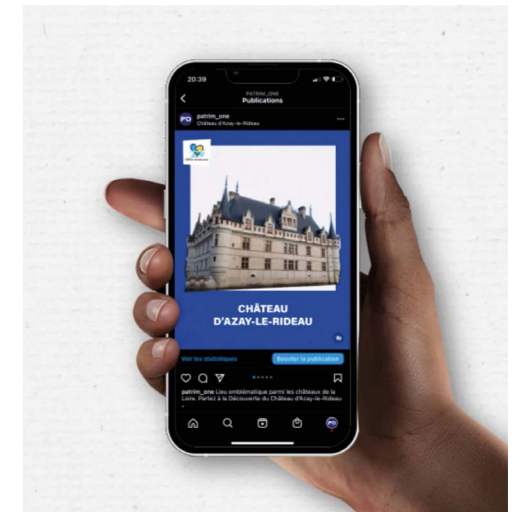 20:39
PATRIM_ONE
Publications
patrim_one
Château d'Azay-le-Rideau
CHÂTEAU
D'AZAY-LE-RIDEAU
Voir les statistiques
Booster la publication
patrim_one Lieu emblématique parmi les châteaux de la
Loire. Partez à la Découverte du Château d'Azay-le-Rideau